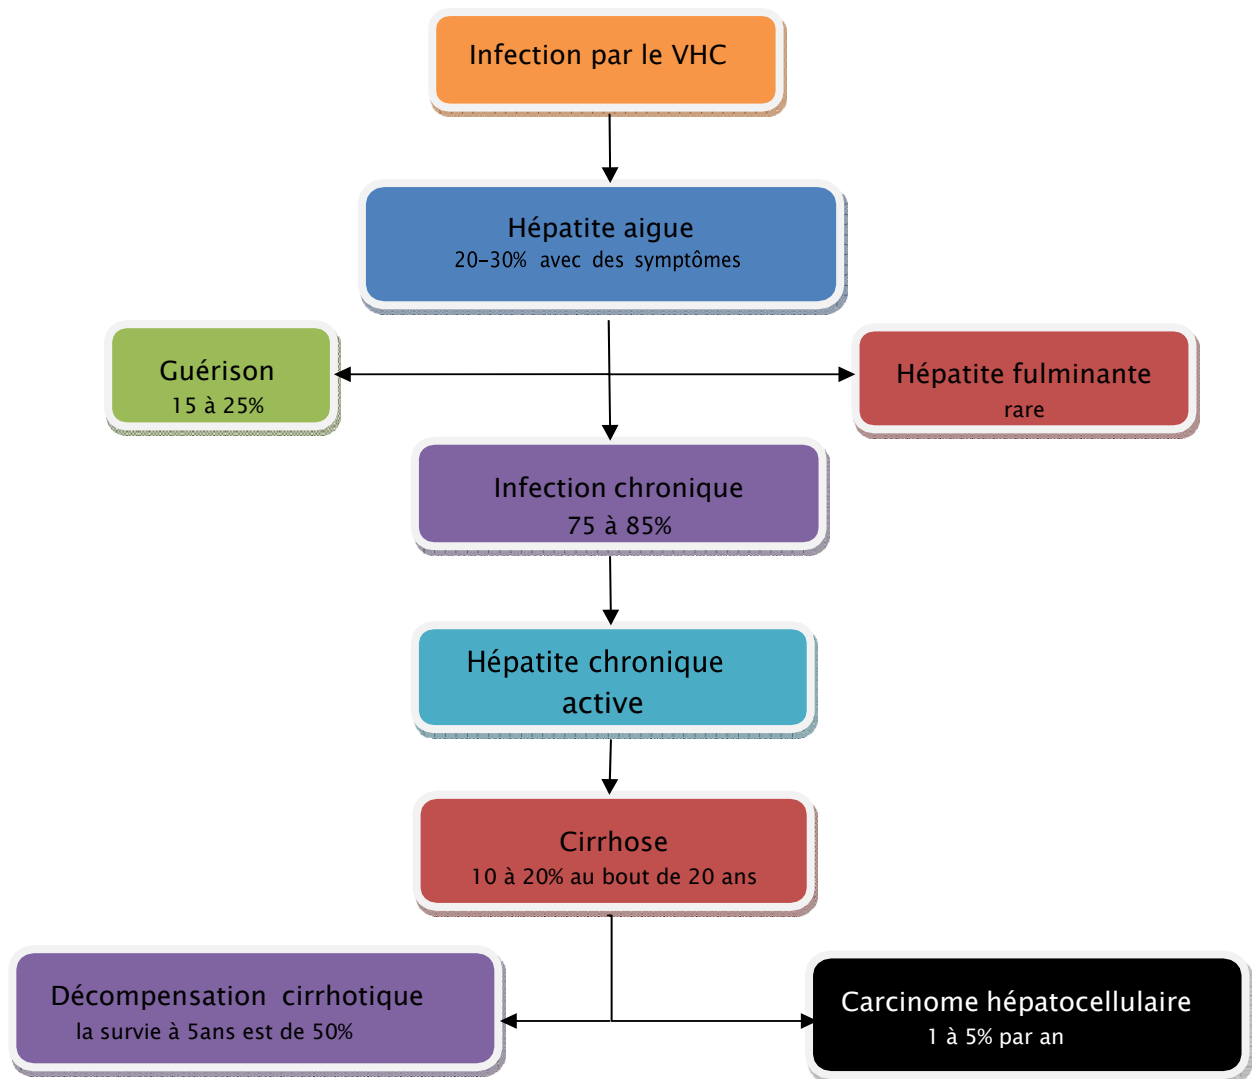 Infection par le VHC
Hépatite aigue
20-30% avec des symptômes
Guérison
15 à 25%
Hépatite fulminante
rare
Infection chronique
75 à 85%
Hépatite chronique
active
Cirrhose
10 à 20% au bout de 20 ans
Décompensation cirrhotique
la survie à 5ans est de 50%
Carcinome hépatocellulaire
1 à 5% par an